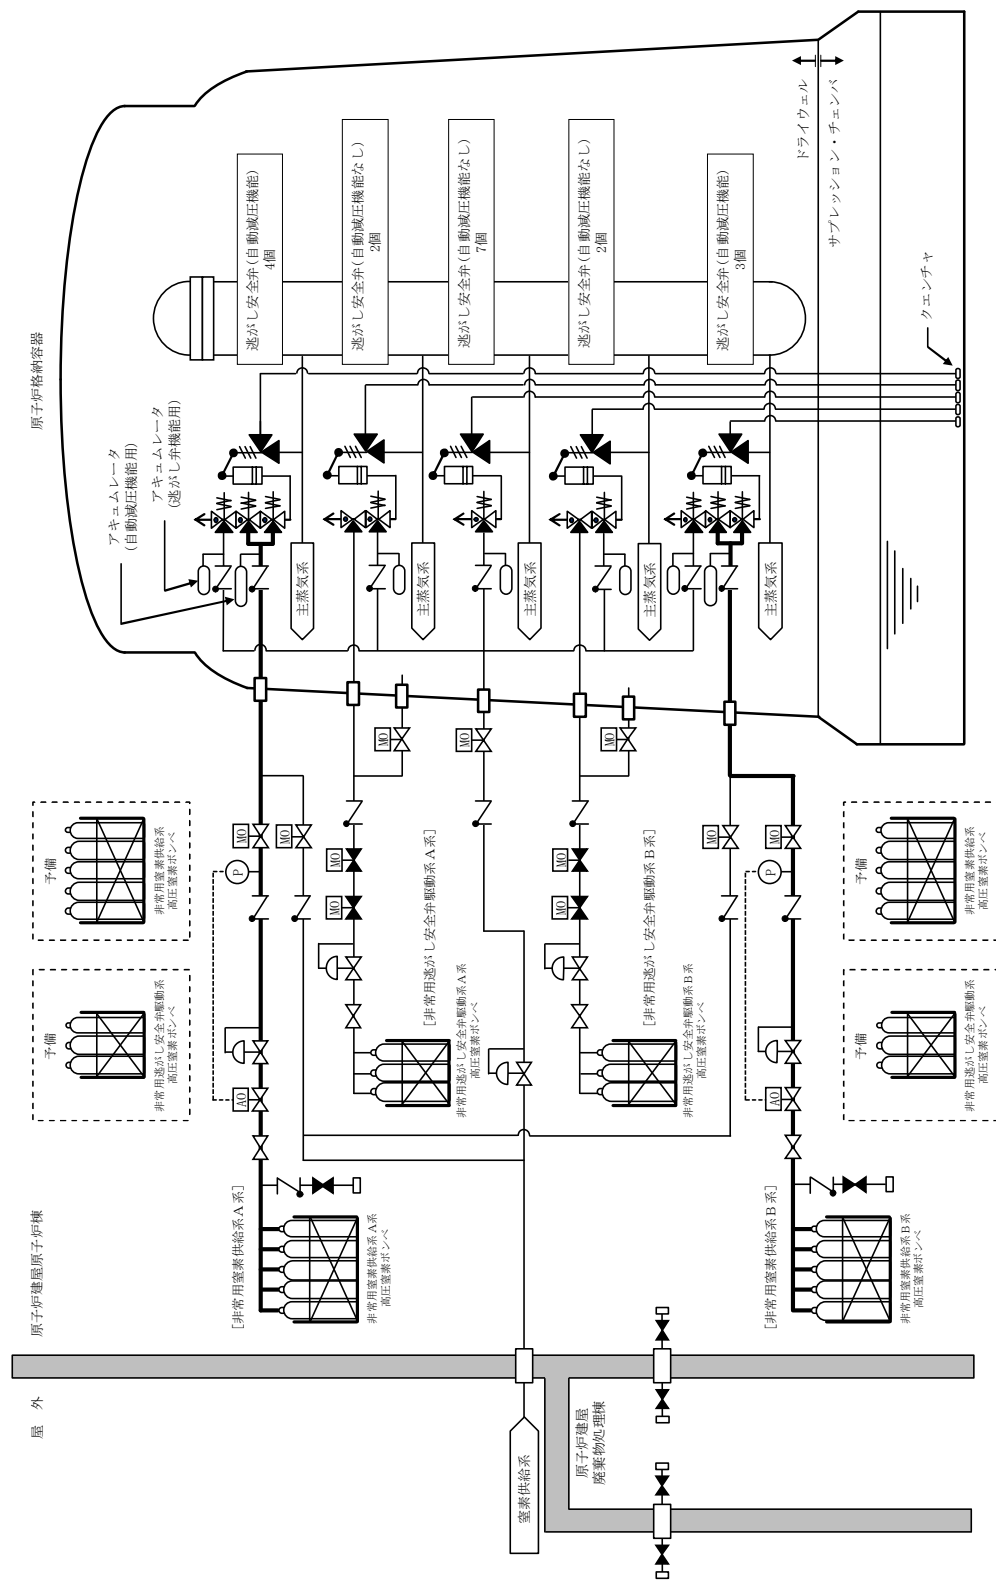 原子炉格納容器
アキュムレータ
(自動減圧機能用)
アキュムレータ
(逃がし弁機能用)
逃がし安全弁(自動減圧機能)
4個
逃がし安全弁(自動減圧機能なし)
2個
逃がし安全弁(自動減圧機能なし)
7個
逃がし安全弁(自動減圧機能なし)
2個
逃がし安全弁(自動減圧機能)
3個
ドライウェル
サプレッション・チェンバ
クエンチャ
主蒸気系
主蒸気系
主蒸気系
主蒸気系
主蒸気系
MO
MO
MO
MO
MO
MO
MO
MO
MO
MO
MO
P
P
AO
AO
予備
非常用窒素供給系
高圧窒素ボンベ
予備
非常用逃がし安全弁駆動系
高圧窒素ボンベ
[非常用逃がし安全弁駆動系A系]
非常用逃がし安全弁駆動系A系
高圧窒素ボンベ
[非常用逃がし安全弁駆動系B系]
非常用逃がし安全弁駆動系B系
高圧窒素ボンベ
予備
非常用窒素供給系
高圧窒素ボンベ
予備
非常用逃がし安全弁駆動系
高圧窒素ボンベ
原子炉建屋原子炉棟
[非常用窒素供給系A系]
非常用窒素供給系A系
高圧窒素ボンベ
[非常用窒素供給系B系]
非常用窒素供給系B系
高圧窒素ボンベ
屋 外
窒素供給系
原子炉建屋
廃棄物処理棟